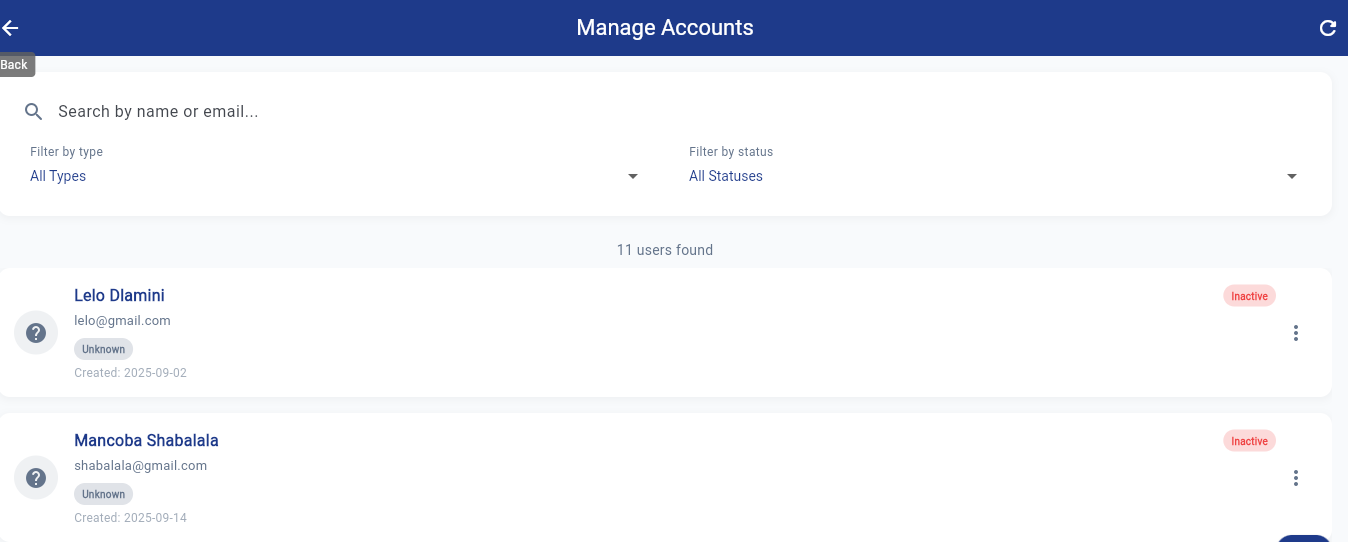 Manage Accounts
Back
Search by name or email...
Filter by type
Filter by status
All Types
All Statuses
11 users found
Lelo Dlamini
Inactive
lelo@gmail.com
Unknown
Created: 2025-09-02
Mancoba Shabalala
Inactive
shabalala@gmail.com
Unknown
Created: 2025-09-14